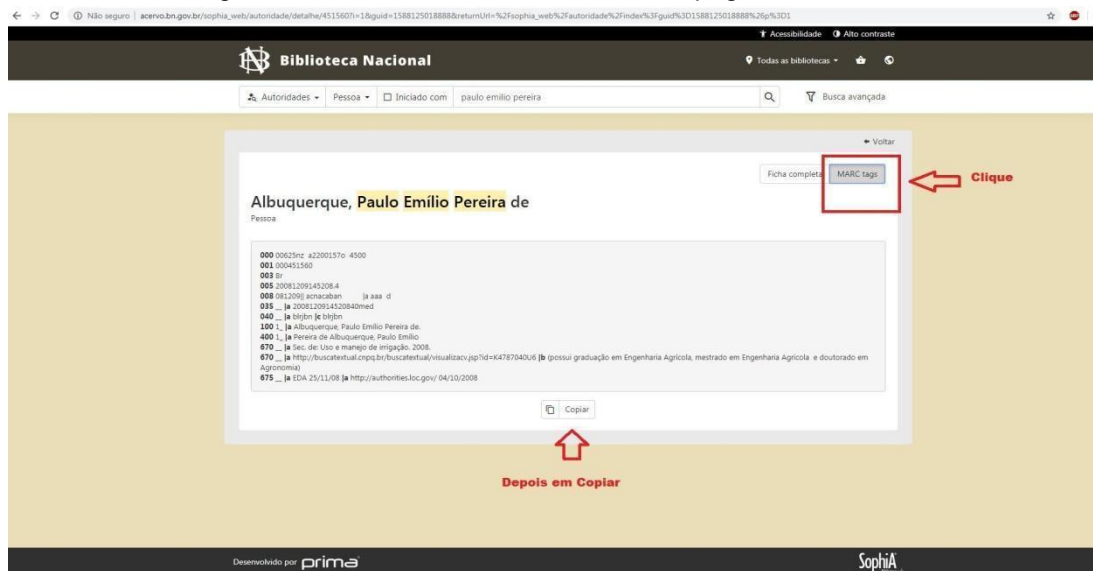 Não seguro | acervo.bn.gov.br/sophia_web/autoridade/detalhe/451560?i=1&guid=1588125018888&returnUrl=%2Fsophia_web%2Fautoridade%2Findex%3Fguid%3D1588125018888%26p%3D1
Acessibilidade Alto contraste
BN Biblioteca Nacional Todas as bibliotecas
Autoridades Pessoa Iniciado com paulo emilio pereira Busca avançada
Voltar
Ficha completa MARC tags Clique
Albuquerque, Paulo Emílio Pereira de
Pessoa
000 00625nz a2200157o 4500
001 000451560
003 Br
005 20081209145208.4
008 081209|| acnacaban |a aaa d
035 __ |a 2008120914520840med
040 __ |a blrjbn |c blrjbn
100 1_ |a Albuquerque, Paulo Emílio Pereira de.
400 1_ |a Pereira de Albuquerque, Paulo Emílio
670 __ |a Sec. de: Uso e manejo de irrigação, 2008.
670 __ |a http://buscatextual.cnpq.br/buscatextual/visualizacv.jsp?id=K4787040U6 |b (possui graduação em Engenharia Agrícola, mestrado em Engenharia Agrícola e doutorado em
Agronomia)
675 __ |a EDA 25/11/08 |a http://authorities.loc.gov/ 04/10/2008
Copiar
Depois em Copiar
Desenvolvido por prima SophiA